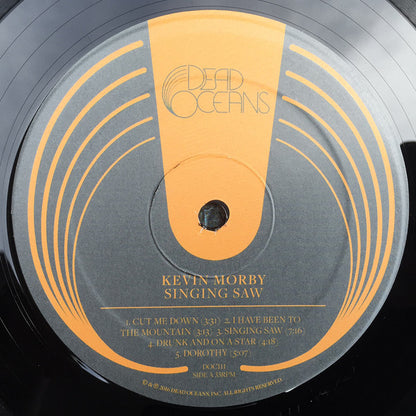 DEAD
OCEANS
KEVIN MORBY
SINGING SAW
1. CUT ME DOWN (3:31) 2. I HAVE BEEN TO
THE MOUNTAIN (3:13) 3. SINGING SAW (7:16)
4. DRUNK AND ON A STAR (4:18)
5. DOROTHY (5:07)
DOC111
SIDE A 33RPM
©&℗ 2016 DEAD OCEANS, INC. ALL RIGHTS RESERVED.